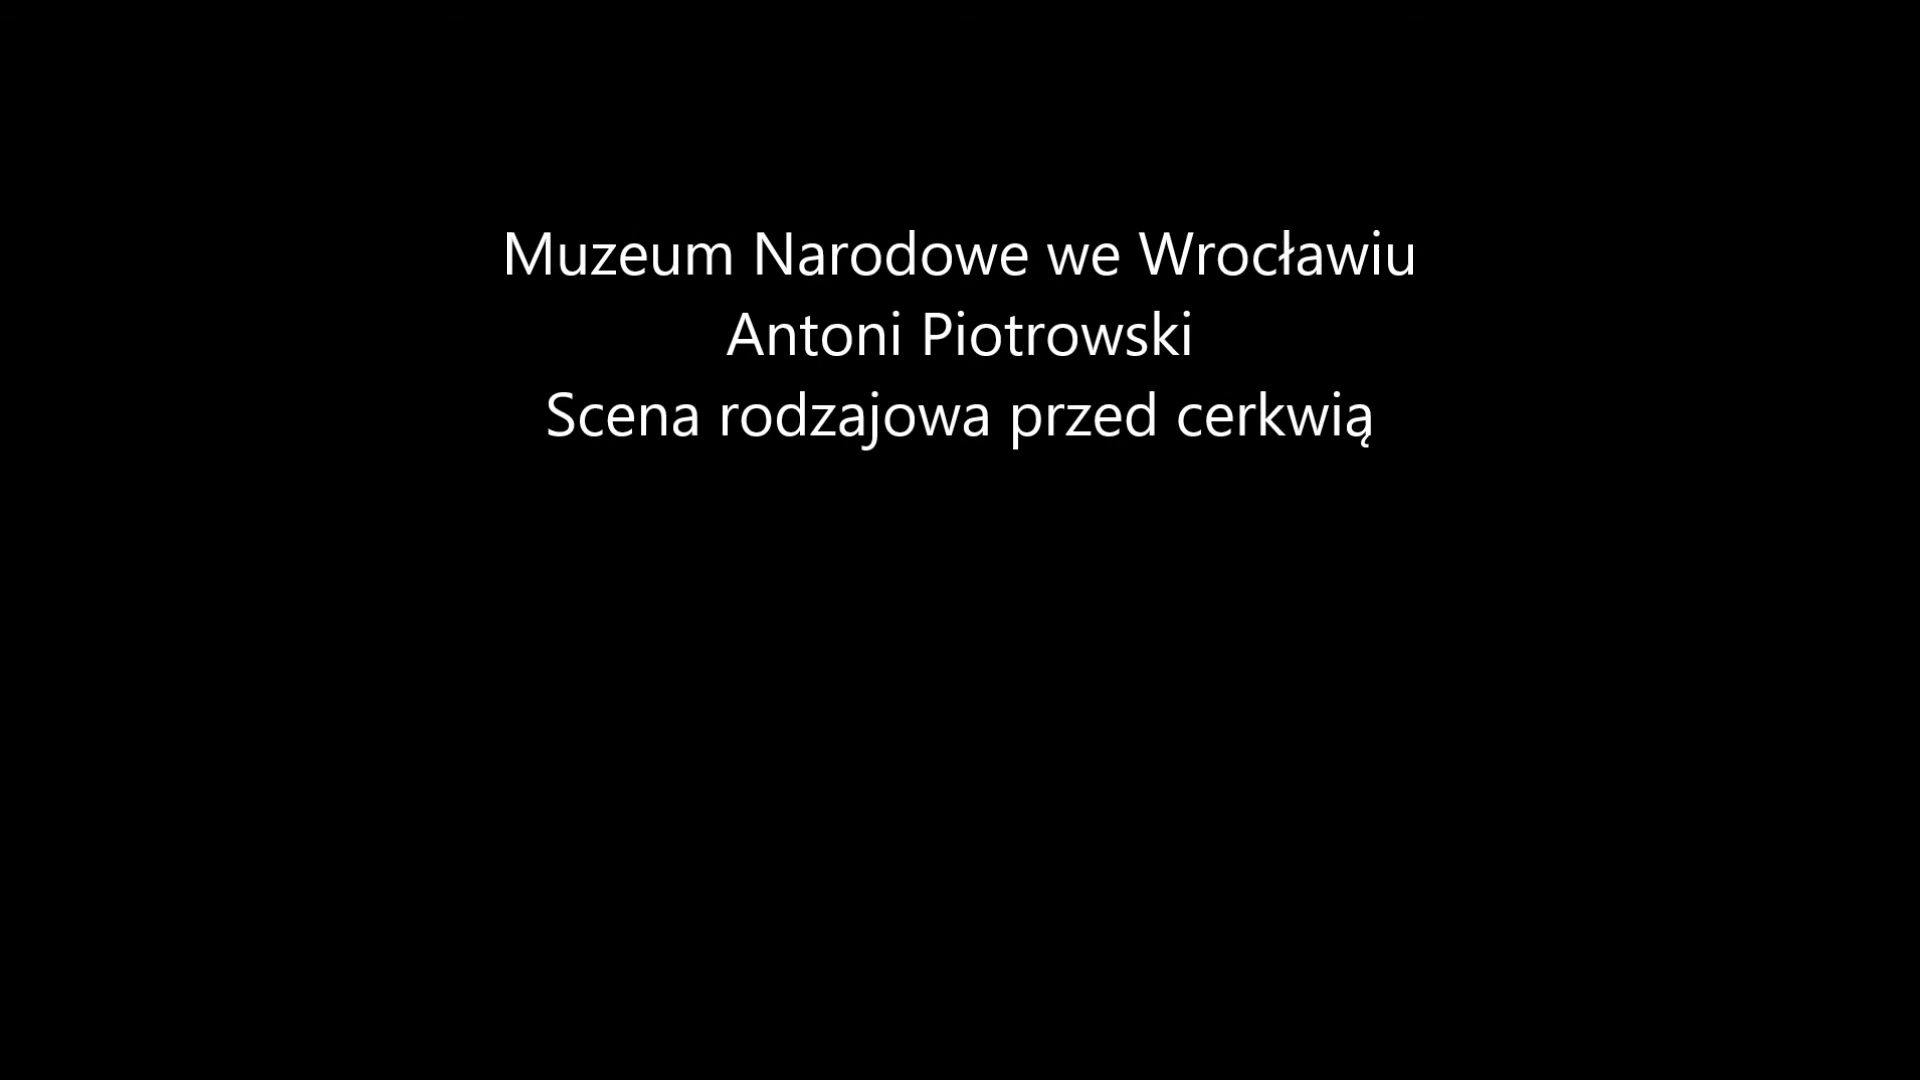 Muzeum Narodowe we Wrocławiu
Antoni Piotrowski
Scena rodzajowa przed cerkwią